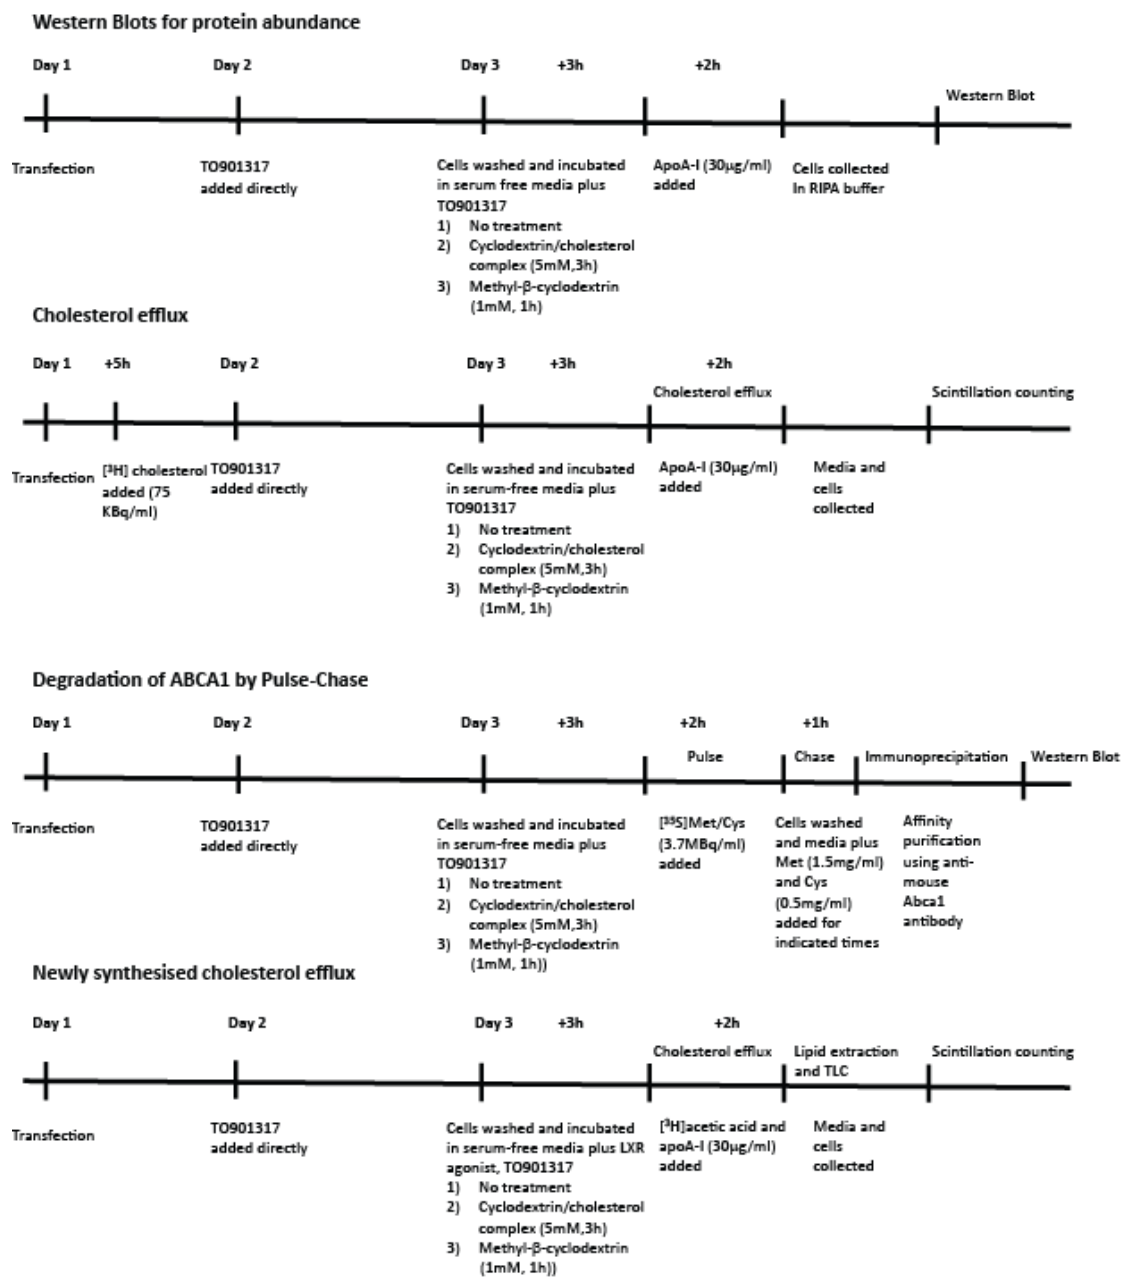 Western Blots for protein abundance
Day 1 Day 2 Day 3 +3h +2h
Western Blot
Transfection
TO901317
added directly
Cells washed and incubated
in serum free media plus
TO901317
1) No treatment
2) Cyclodextrin/cholesterol
complex (5mM,3h)
3) Methyl-β-cyclodextrin
(1mM, 1h)
ApoA-I (30μg/ml)
added
Cells collected
In RIPA buffer
Cholesterol efflux
Day 1 +5h Day 2 Day 3 +3h +2h
Cholesterol efflux Scintillation counting
Transfection
[³H] cholesterol
added (75
KBq/ml)
TO901317
added directly
Cells washed and incubated
in serum-free media plus
TO901317
1) No treatment
2) Cyclodextrin/cholesterol
complex (5mM,3h)
3) Methyl-β-cyclodextrin
(1mM, 1h)
ApoA-I (30μg/ml)
added
Media and
cells
collected
Degradation of ABCA1 by Pulse-Chase
Day 1 Day 2 Day 3 +3h +2h +1h
Pulse Chase Immunoprecipitation Western Blot
Transfection
TO901317
added directly
Cells washed and incubated
in serum-free media plus
TO901317
1) No treatment
2) Cyclodextrin/cholesterol
complex (5mM,3h)
3) Methyl-β-cyclodextrin
(1mM, 1h))
[³⁵S]Met/Cys
(3.7MBq/ml)
added
Cells washed
and media plus
Met (1.5mg/ml)
and Cys
(0.5mg/ml)
added for
indicated times
Affinity
purification
using anti-
mouse
Abca1
antibody
Newly synthesised cholesterol efflux
Day 1 Day 2 Day 3 +3h +2h
Cholesterol efflux
Lipid extraction
and TLC
Scintillation counting
Transfection
TO901317
added directly
Cells washed and incubated
in serum-free media plus LXR
agonist, TO901317
1) No treatment
2) Cyclodextrin/cholesterol
complex (5mM,3h)
3) Methyl-β-cyclodextrin
(1mM, 1h))
[³H]acetic acid and
apoA-I (30μg/ml)
added
Media and
cells
collected